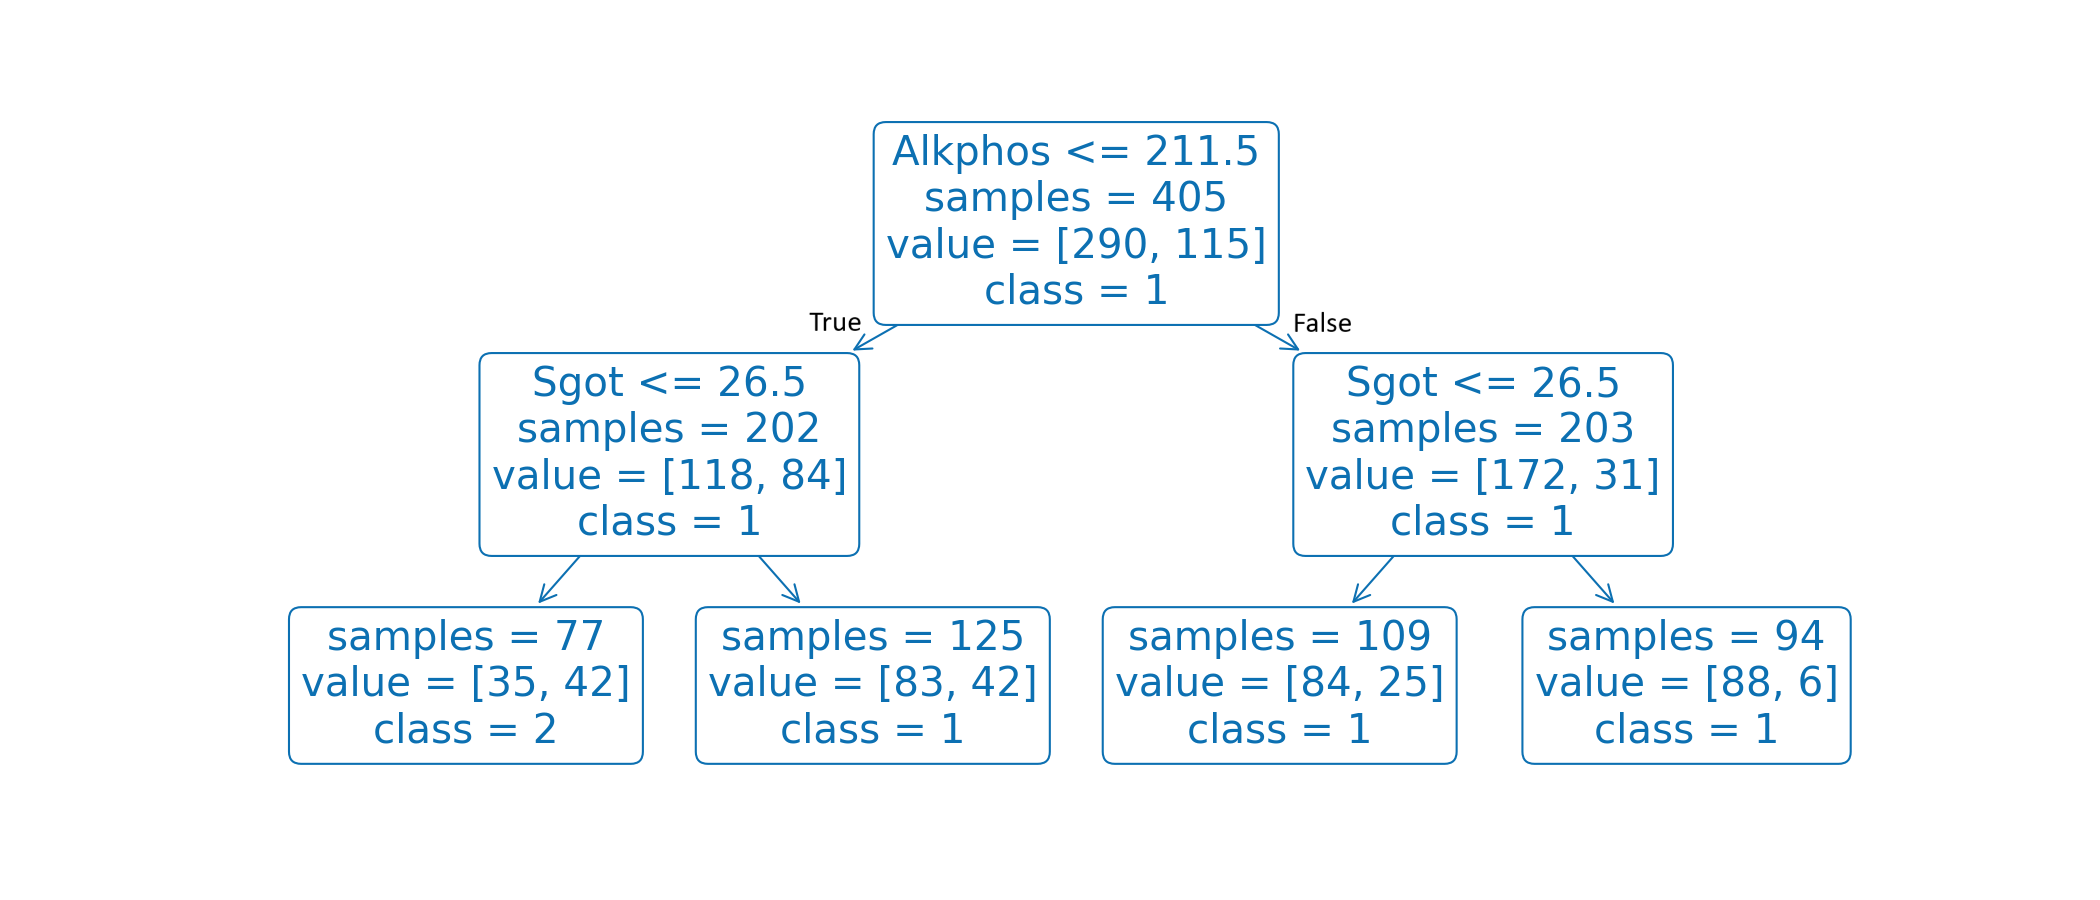 Alkphos <= 211.5
samples = 405
value = [290, 115]
class = 1
True
False
Sgot <= 26.5
samples = 202
value = [118, 84]
class = 1
Sgot <= 26.5
samples = 203
value = [172, 31]
class = 1
samples = 77
value = [35, 42]
class = 2
samples = 125
value = [83, 42]
class = 1
samples = 109
value = [84, 25]
class = 1
samples = 94
value = [88, 6]
class = 1